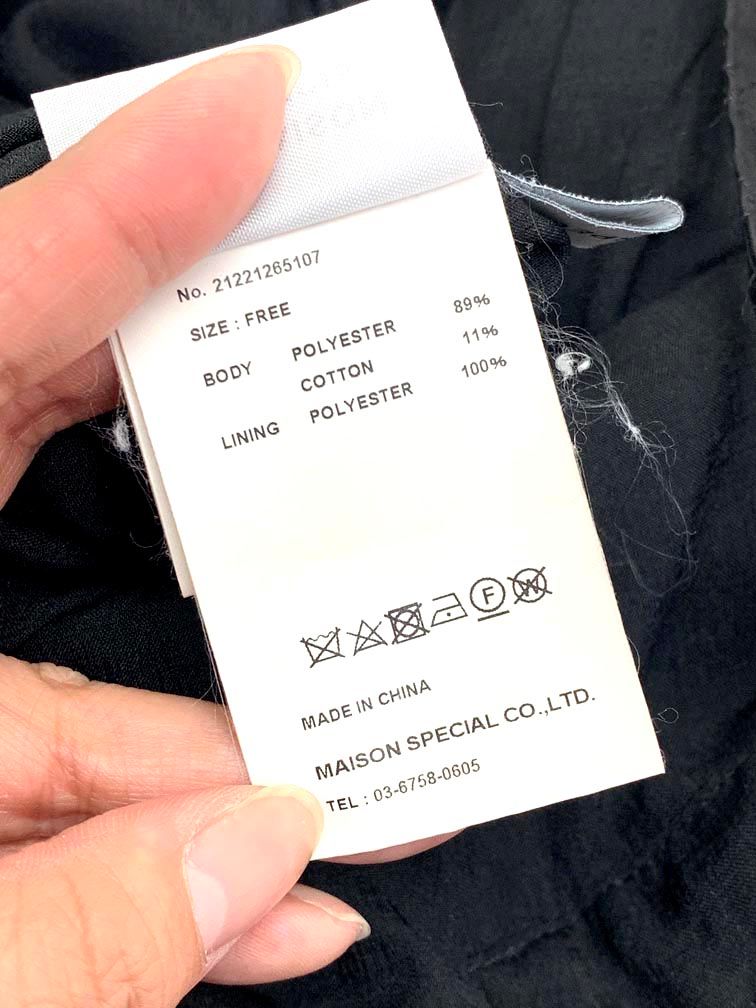 No. 21221265107
SIZE : FREE
BODY POLYESTER 89%
COTTON 11%
LINING POLYESTER 100%
F W
MADE IN CHINA
MAISON SPECIAL CO.,LTD.
TEL : 03-6758-0605